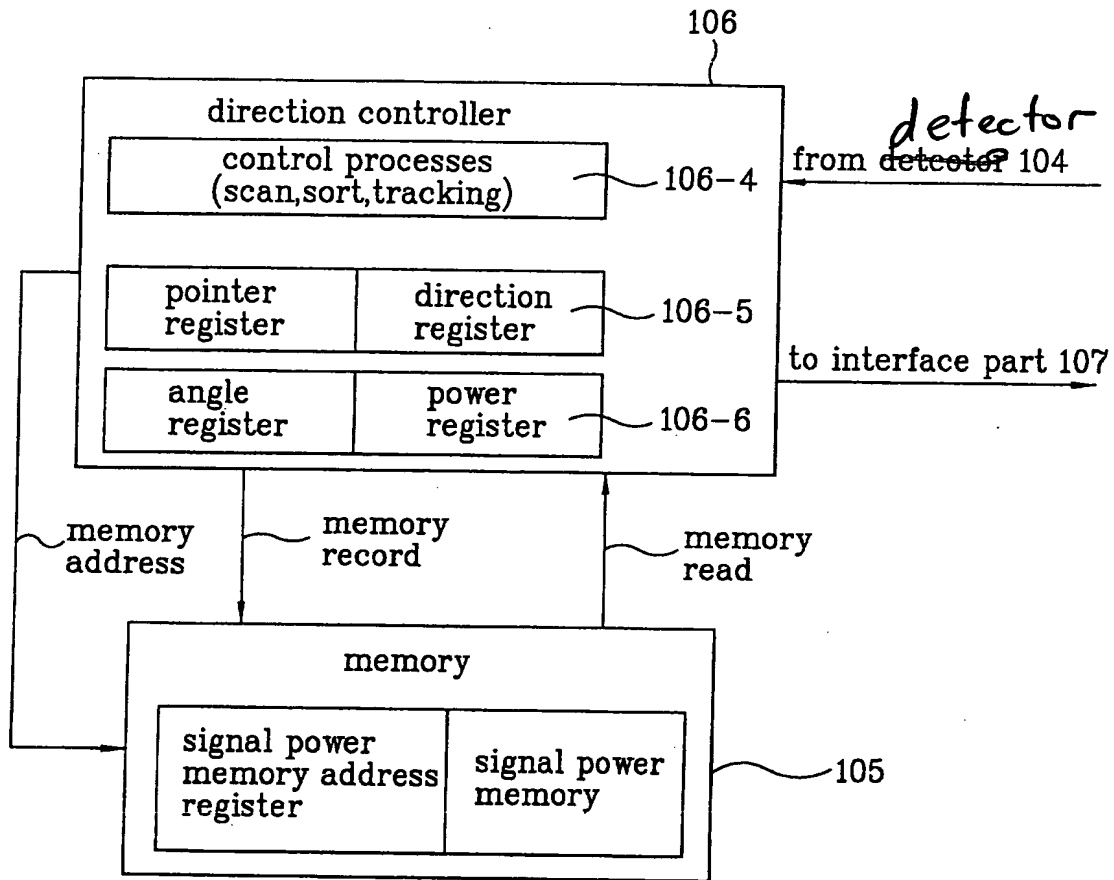 106
direction controller
control processes
(scan,sort,tracking)
106-4
detector
from detcotor 104
pointer
register
direction
register
106-5
to interface part 107
angle
register
power
register
106-6
memory
address
memory
record
memory
read
memory
signal power
memory address
register
signal power
memory
105